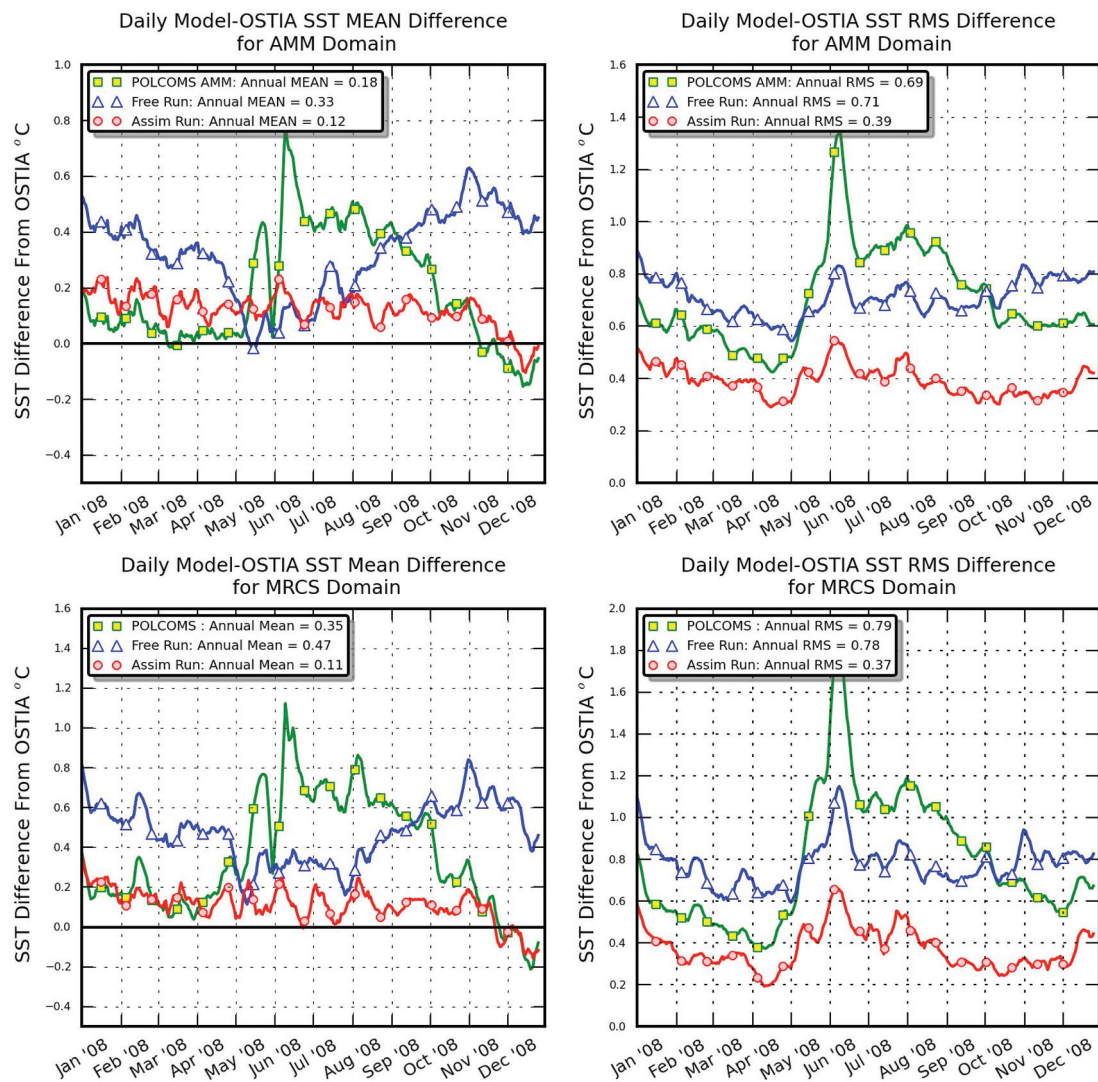 Daily Model-OSTIA SST MEAN Difference
for AMM Domain
SST Difference From OSTIA °C
1.0
0.8
0.6
0.4
0.2
0.0
−0.2
−0.4
POLCOMS AMM: Annual MEAN = 0.18
Free Run: Annual MEAN = 0.33
Assim Run: Annual MEAN = 0.12
Jan '08
Feb '08
Mar '08
Apr '08
May '08
Jun '08
Jul '08
Aug '08
Sep '08
Oct '08
Nov '08
Dec '08
Daily Model-OSTIA SST RMS Difference
for AMM Domain
SST Difference From OSTIA °C
1.6
1.4
1.2
1.0
0.8
0.6
0.4
0.2
0.0
POLCOMS AMM: Annual RMS = 0.69
Free Run: Annual RMS = 0.71
Assim Run: Annual RMS = 0.39
Jan '08
Feb '08
Mar '08
Apr '08
May '08
Jun '08
Jul '08
Aug '08
Sep '08
Oct '08
Nov '08
Dec '08
Daily Model-OSTIA SST Mean Difference
for MRCS Domain
SST Difference From OSTIA °C
1.6
1.4
1.2
1.0
0.8
0.6
0.4
0.2
0.0
−0.2
−0.4
POLCOMS : Annual Mean = 0.35
Free Run: Annual Mean = 0.47
Assim Run: Annual Mean = 0.11
Jan '08
Feb '08
Mar '08
Apr '08
May '08
Jun '08
Jul '08
Aug '08
Sep '08
Oct '08
Nov '08
Dec '08
Daily Model-OSTIA SST RMS Difference
for MRCS Domain
SST Difference From OSTIA °C
2.0
1.8
1.6
1.4
1.2
1.0
0.8
0.6
0.4
0.2
0.0
POLCOMS : Annual RMS = 0.79
Free Run: Annual RMS = 0.78
Assim Run: Annual RMS = 0.37
Jan '08
Feb '08
Mar '08
Apr '08
May '08
Jun '08
Jul '08
Aug '08
Sep '08
Oct '08
Nov '08
Dec '08